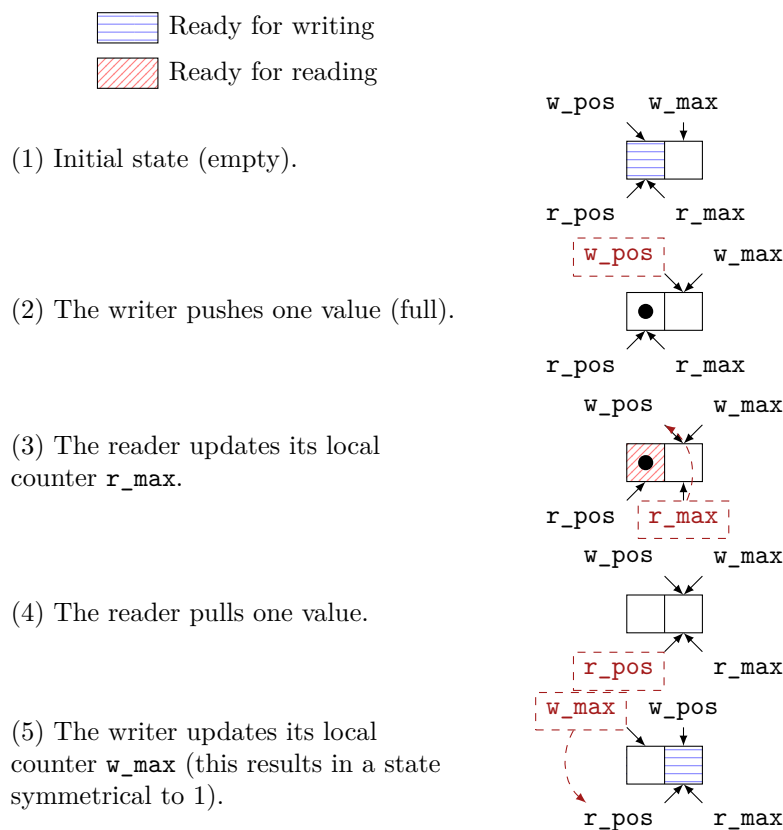 Ready for writing
Ready for reading
w_pos w_max
(1) Initial state (empty).
r_pos r_max
w_pos w_max
(2) The writer pushes one value (full).
r_pos r_max
w_pos w_max
(3) The reader updates its local
counter r_max.
r_pos r_max
w_pos w_max
(4) The reader pulls one value.
r_pos r_max
w_max w_pos
(5) The writer updates its local
counter w_max (this results in a state
symmetrical to 1).
r_pos r_max